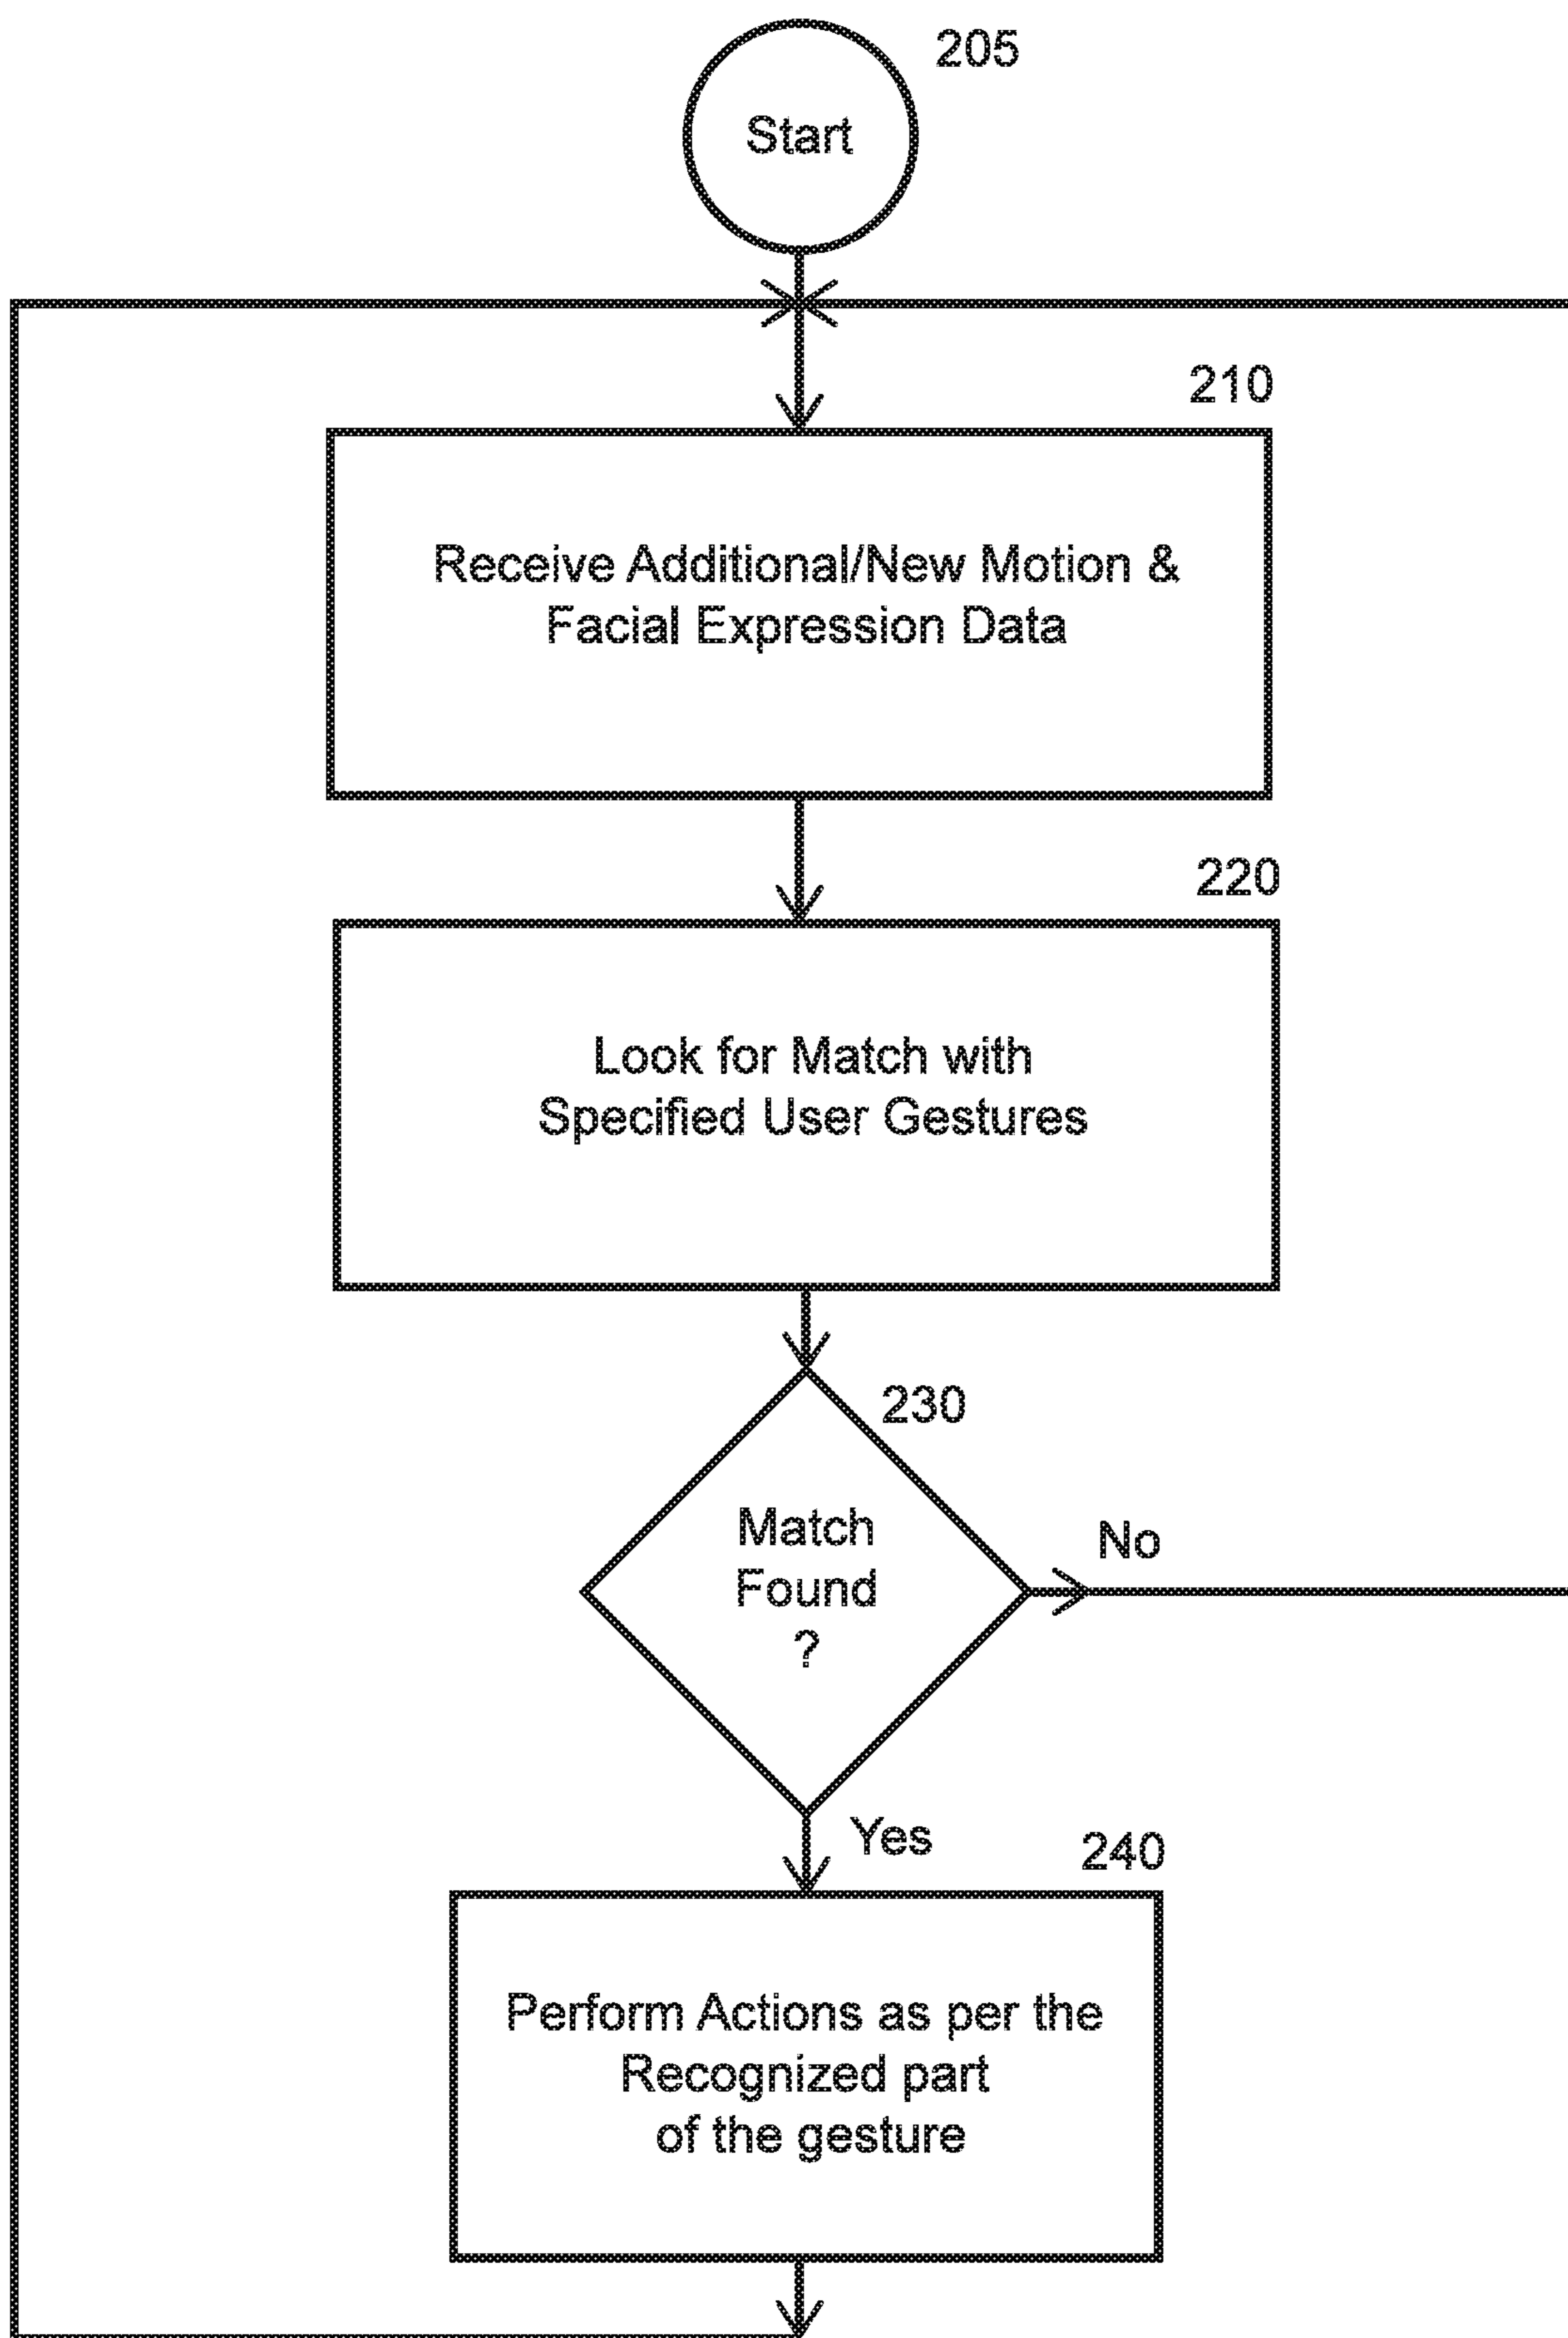 205
Start
210
Receive Additional/New Motion &
Facial Expression Data
220
Look for Match with
Specified User Gestures
230
Match
Found
?
No
Yes
240
Perform Actions as per the
Recognized part
of the gesture